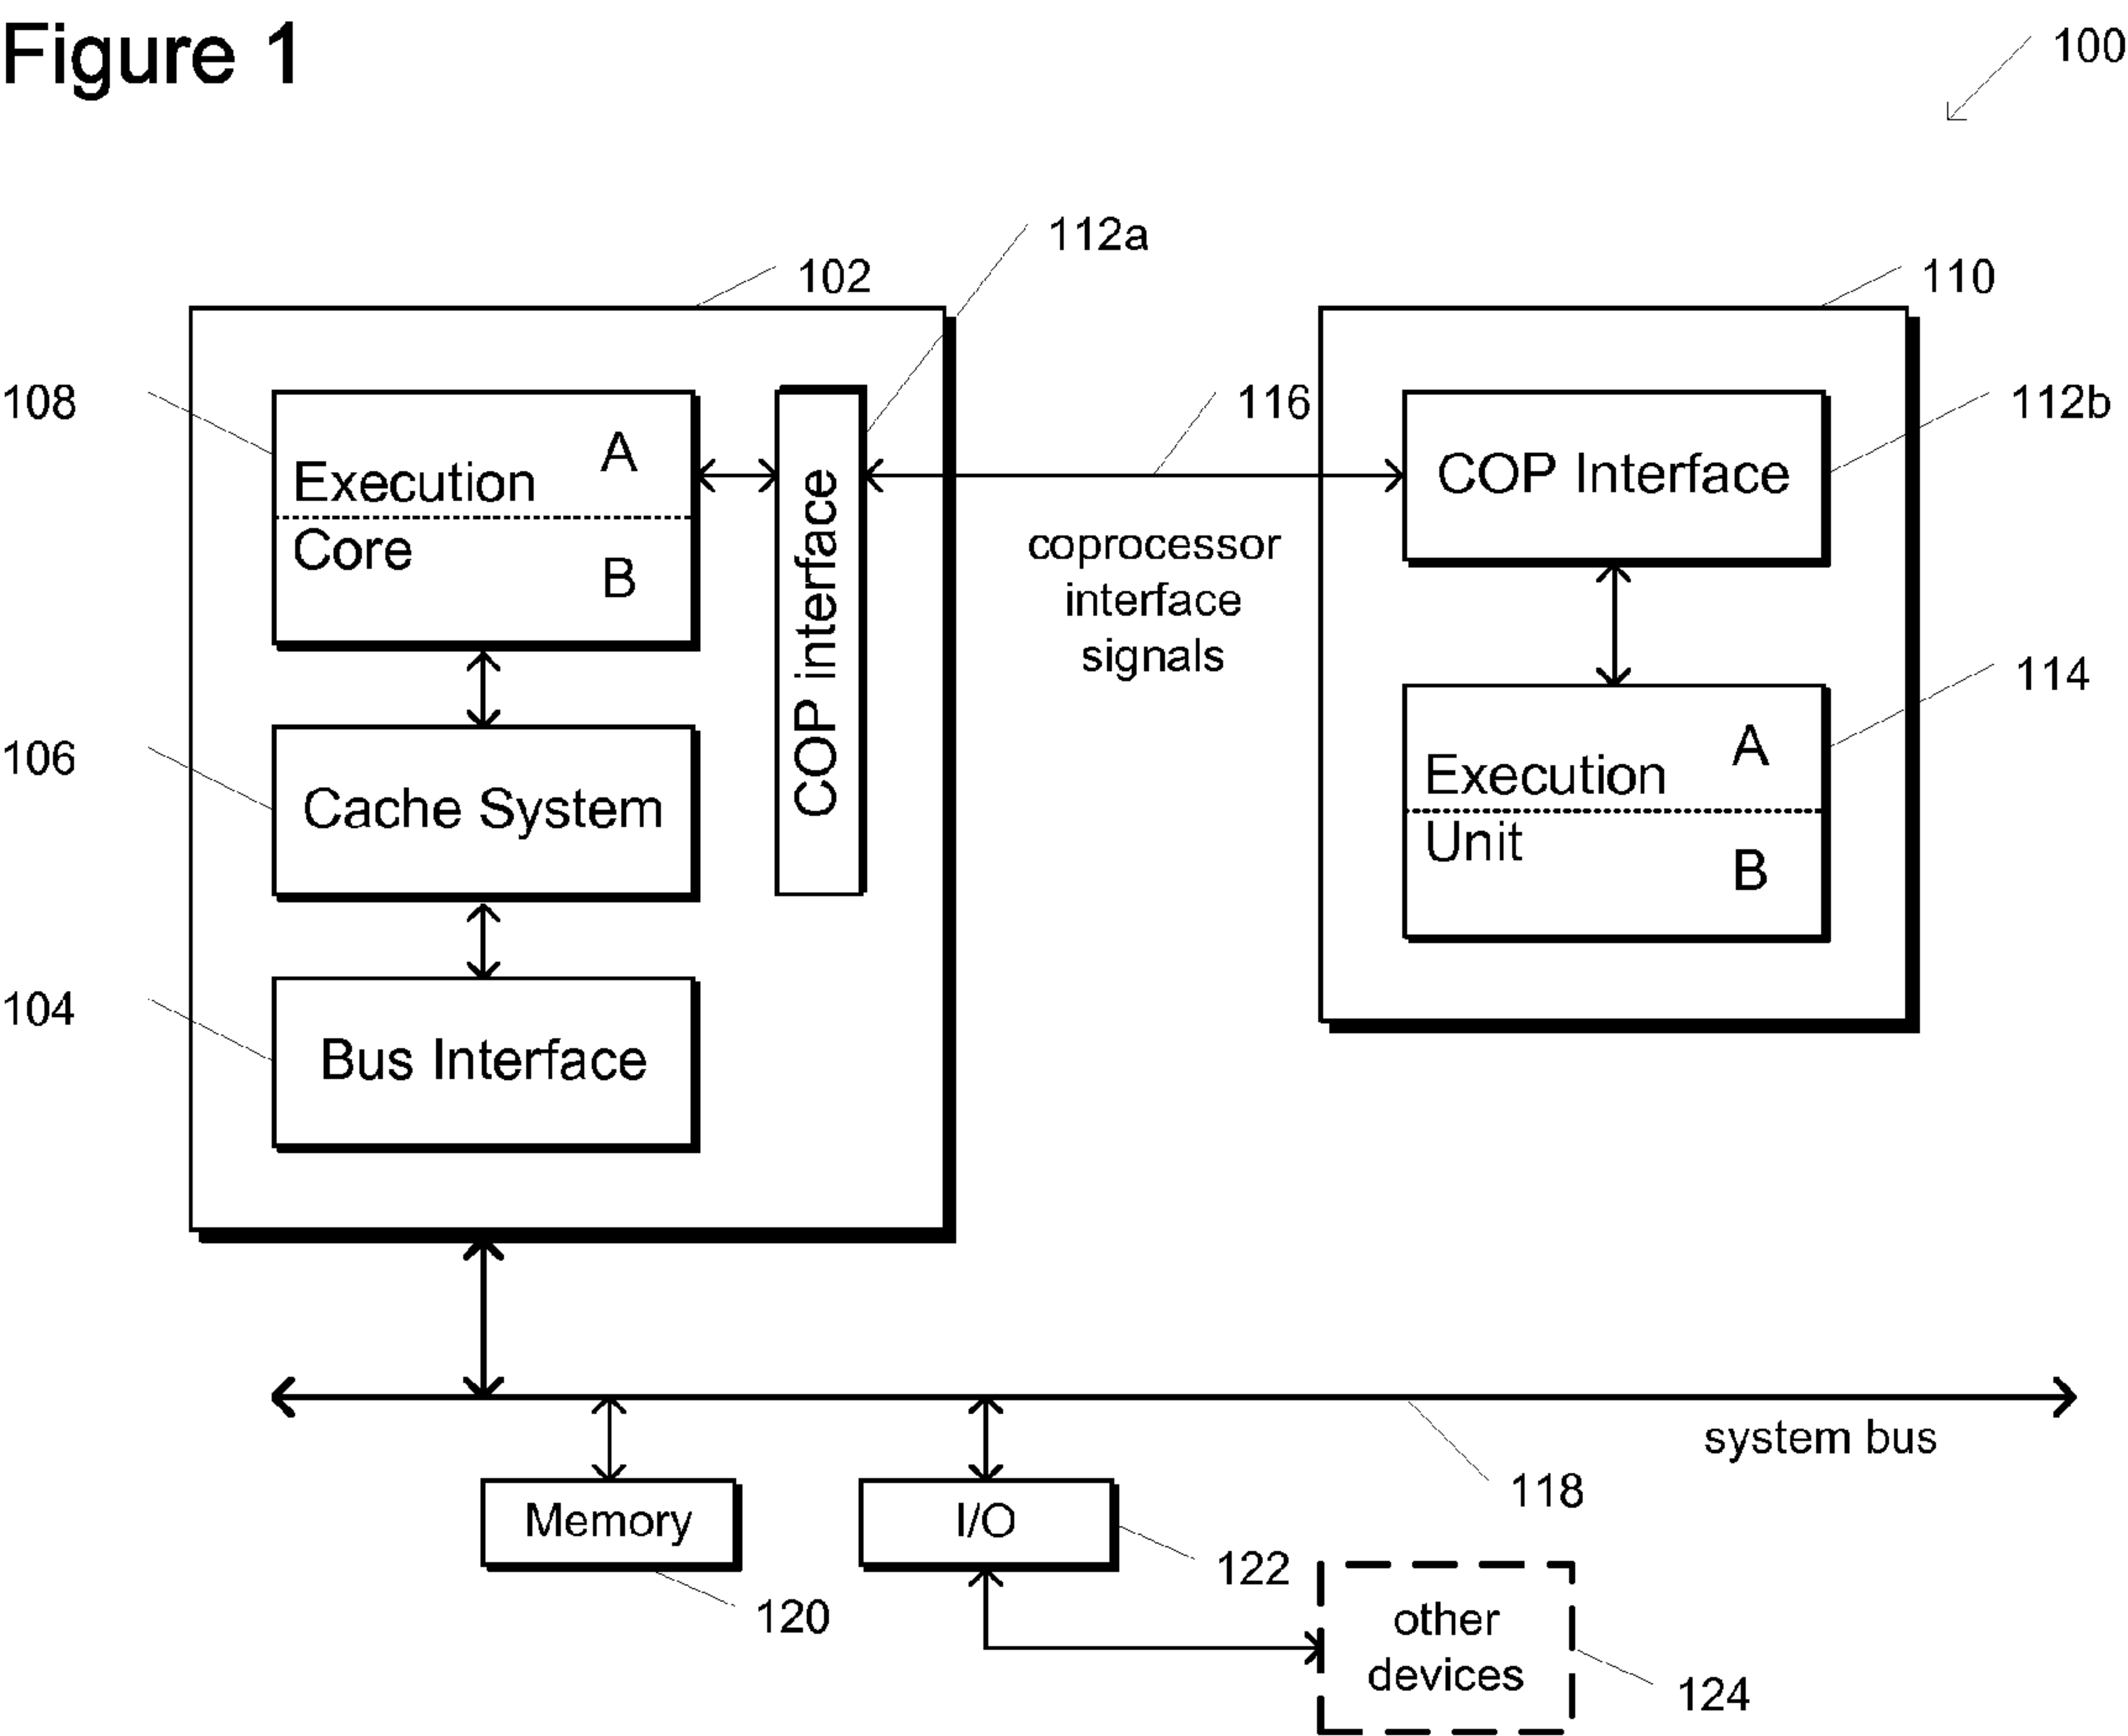 Figure 1
100
112a
102
110
108
116
112b
A
Execution
Core
B
COP interface
COP Interface
coprocessor
interface
signals
114
A
Execution
Unit
B
106
Cache System
104
Bus Interface
system bus
118
Memory
I/O
122
120
other
devices
124